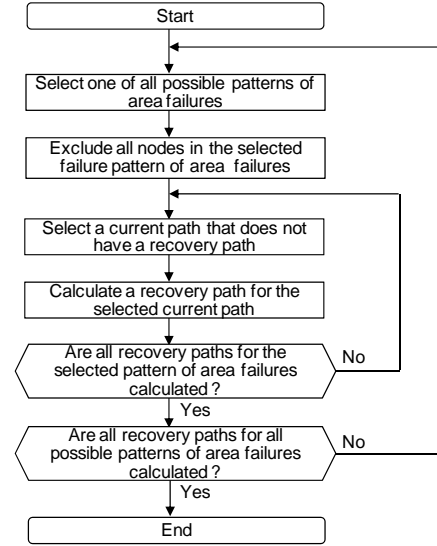 Start
Select one of all possible patterns of
area failures
Exclude all nodes in the selected
failure pattern of area failures
Select a current path that does not
have a recovery path
Calculate a recovery path for the
selected current path
Are all recovery paths for the
selected pattern of area failures
calculated ?
No
Yes
Are all recovery paths for all
possible patterns of area failures
calculated ?
No
Yes
End